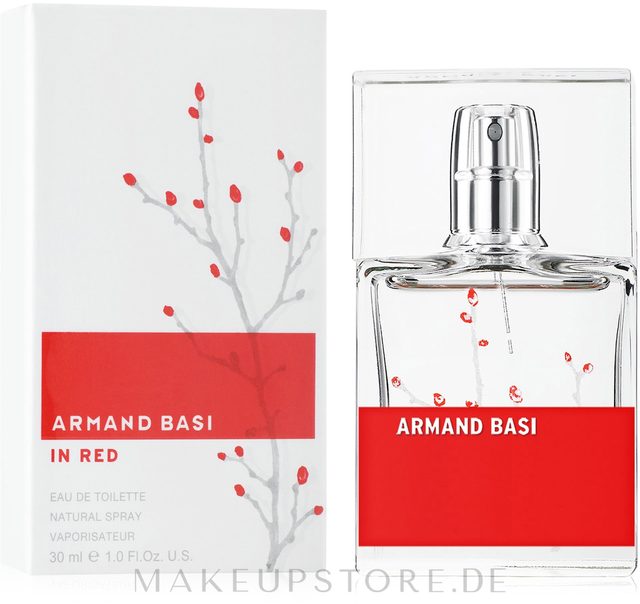 ARMAND BASI
IN RED
EAU DE TOILETTE
NATURAL SPRAY
VAPORISATEUR
30 ml ℮ 1.0 Fl.Oz. U.S.
ARMAND BASI
MAKEUPSTORE.DE